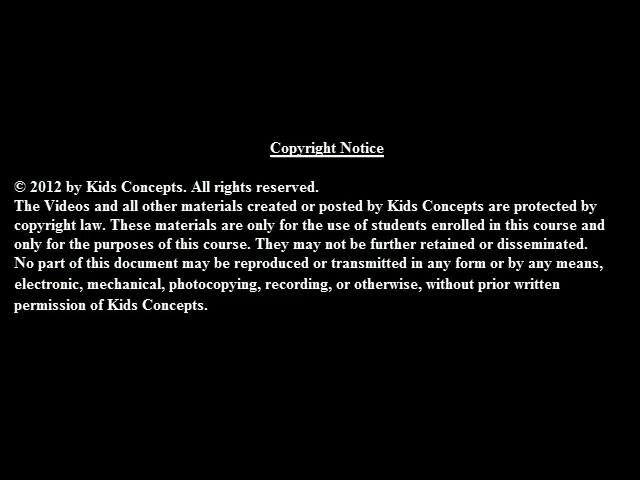 Copyright Notice
© 2012 by Kids Concepts. All rights reserved.
The Videos and all other materials created or posted by Kids Concepts are protected by
copyright law. These materials are only for the use of students enrolled in this course and
only for the purposes of this course. They may not be further retained or disseminated.
No part of this document may be reproduced or transmitted in any form or by any means,
electronic, mechanical, photocopying, recording, or otherwise, without prior written
permission of Kids Concepts.